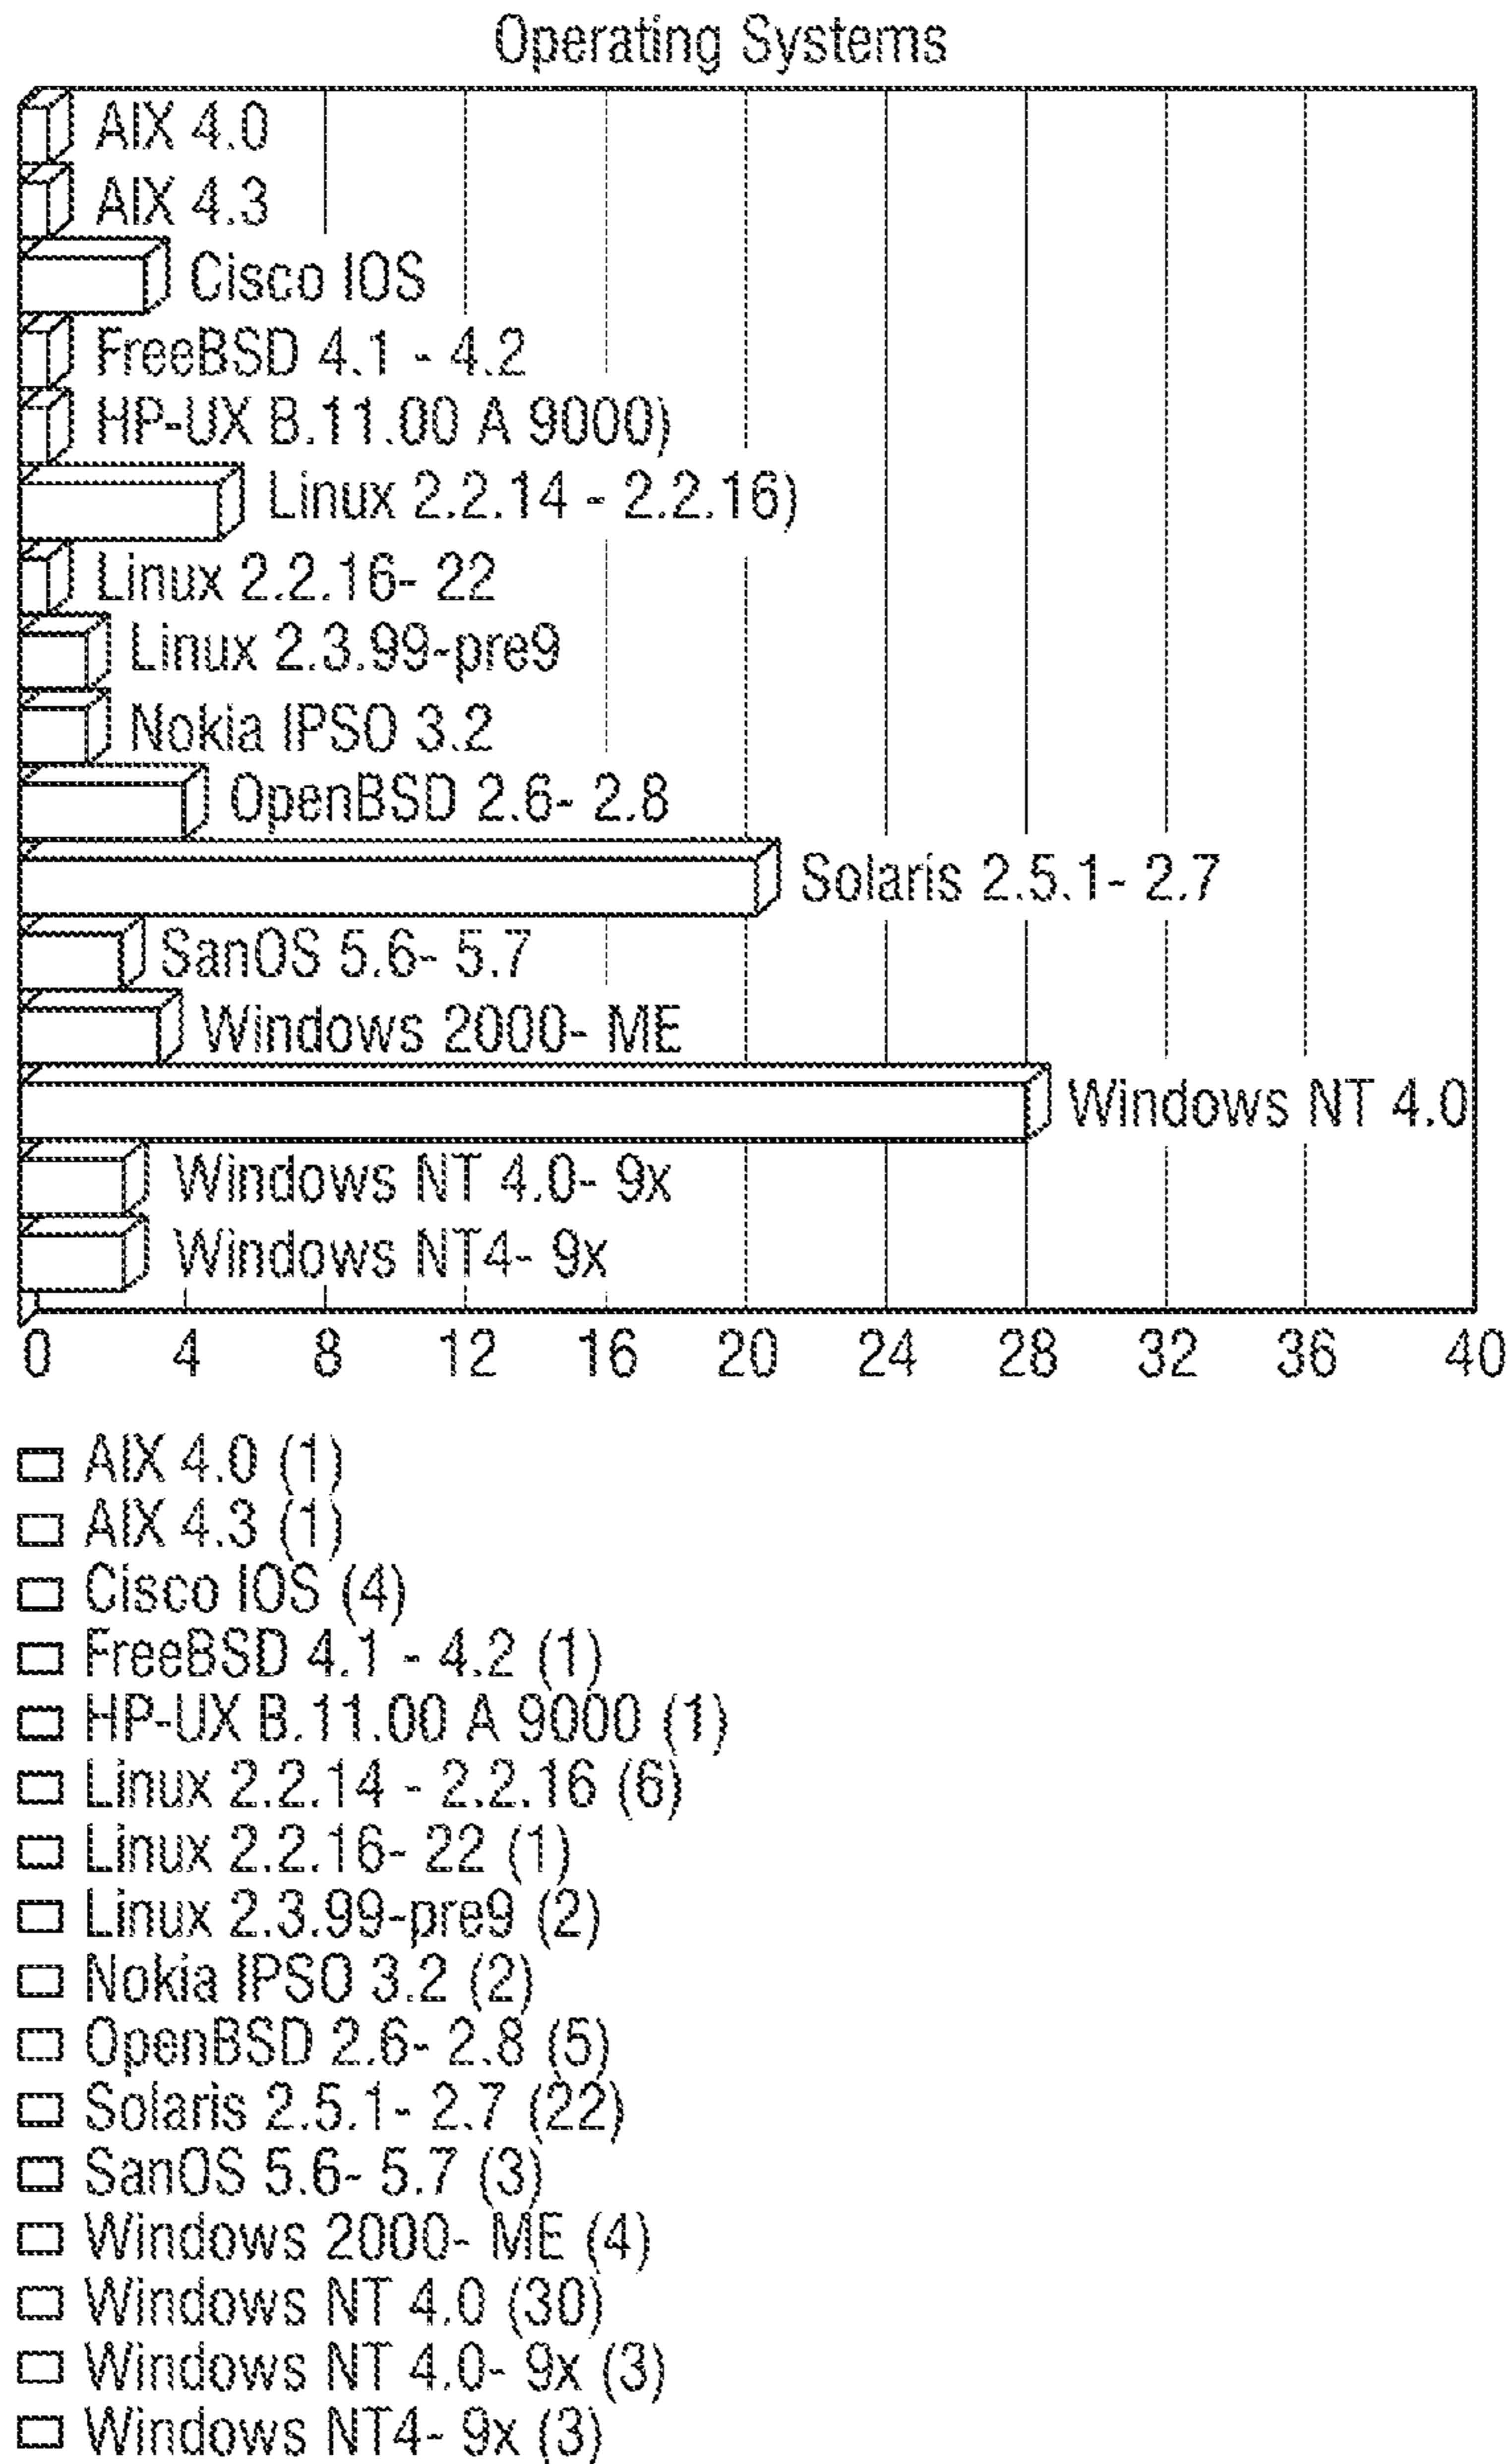 Operating Systems
AIX 4.0
AIX 4.3
Cisco IOS
FreeBSD 4.1 - 4.2
HP-UX B.11.00 A 9000)
Linux 2.2.14 - 2.2.16)
Linux 2.2.16- 22
Linux 2.3.99-pre9
Nokia IPSO 3.2
OpenBSD 2.6- 2.8
Solaris 2.5.1- 2.7
SanOS 5.6- 5.7
Windows 2000- ME
Windows NT 4.0
Windows NT 4.0- 9x
Windows NT4- 9x
0 4 8 12 16 20 24 28 32 36 40
AIX 4.0 (1)
AIX 4.3 (1)
Cisco IOS (4)
FreeBSD 4.1 - 4.2 (1)
HP-UX B.11.00 A 9000 (1)
Linux 2.2.14 - 2.2.16 (6)
Linux 2.2.16- 22 (1)
Linux 2.3.99-pre9 (2)
Nokia IPSO 3.2 (2)
OpenBSD 2.6- 2.8 (5)
Solaris 2.5.1- 2.7 (22)
SanOS 5.6- 5.7 (3)
Windows 2000- ME (4)
Windows NT 4.0 (30)
Windows NT 4.0- 9x (3)
Windows NT4- 9x (3)